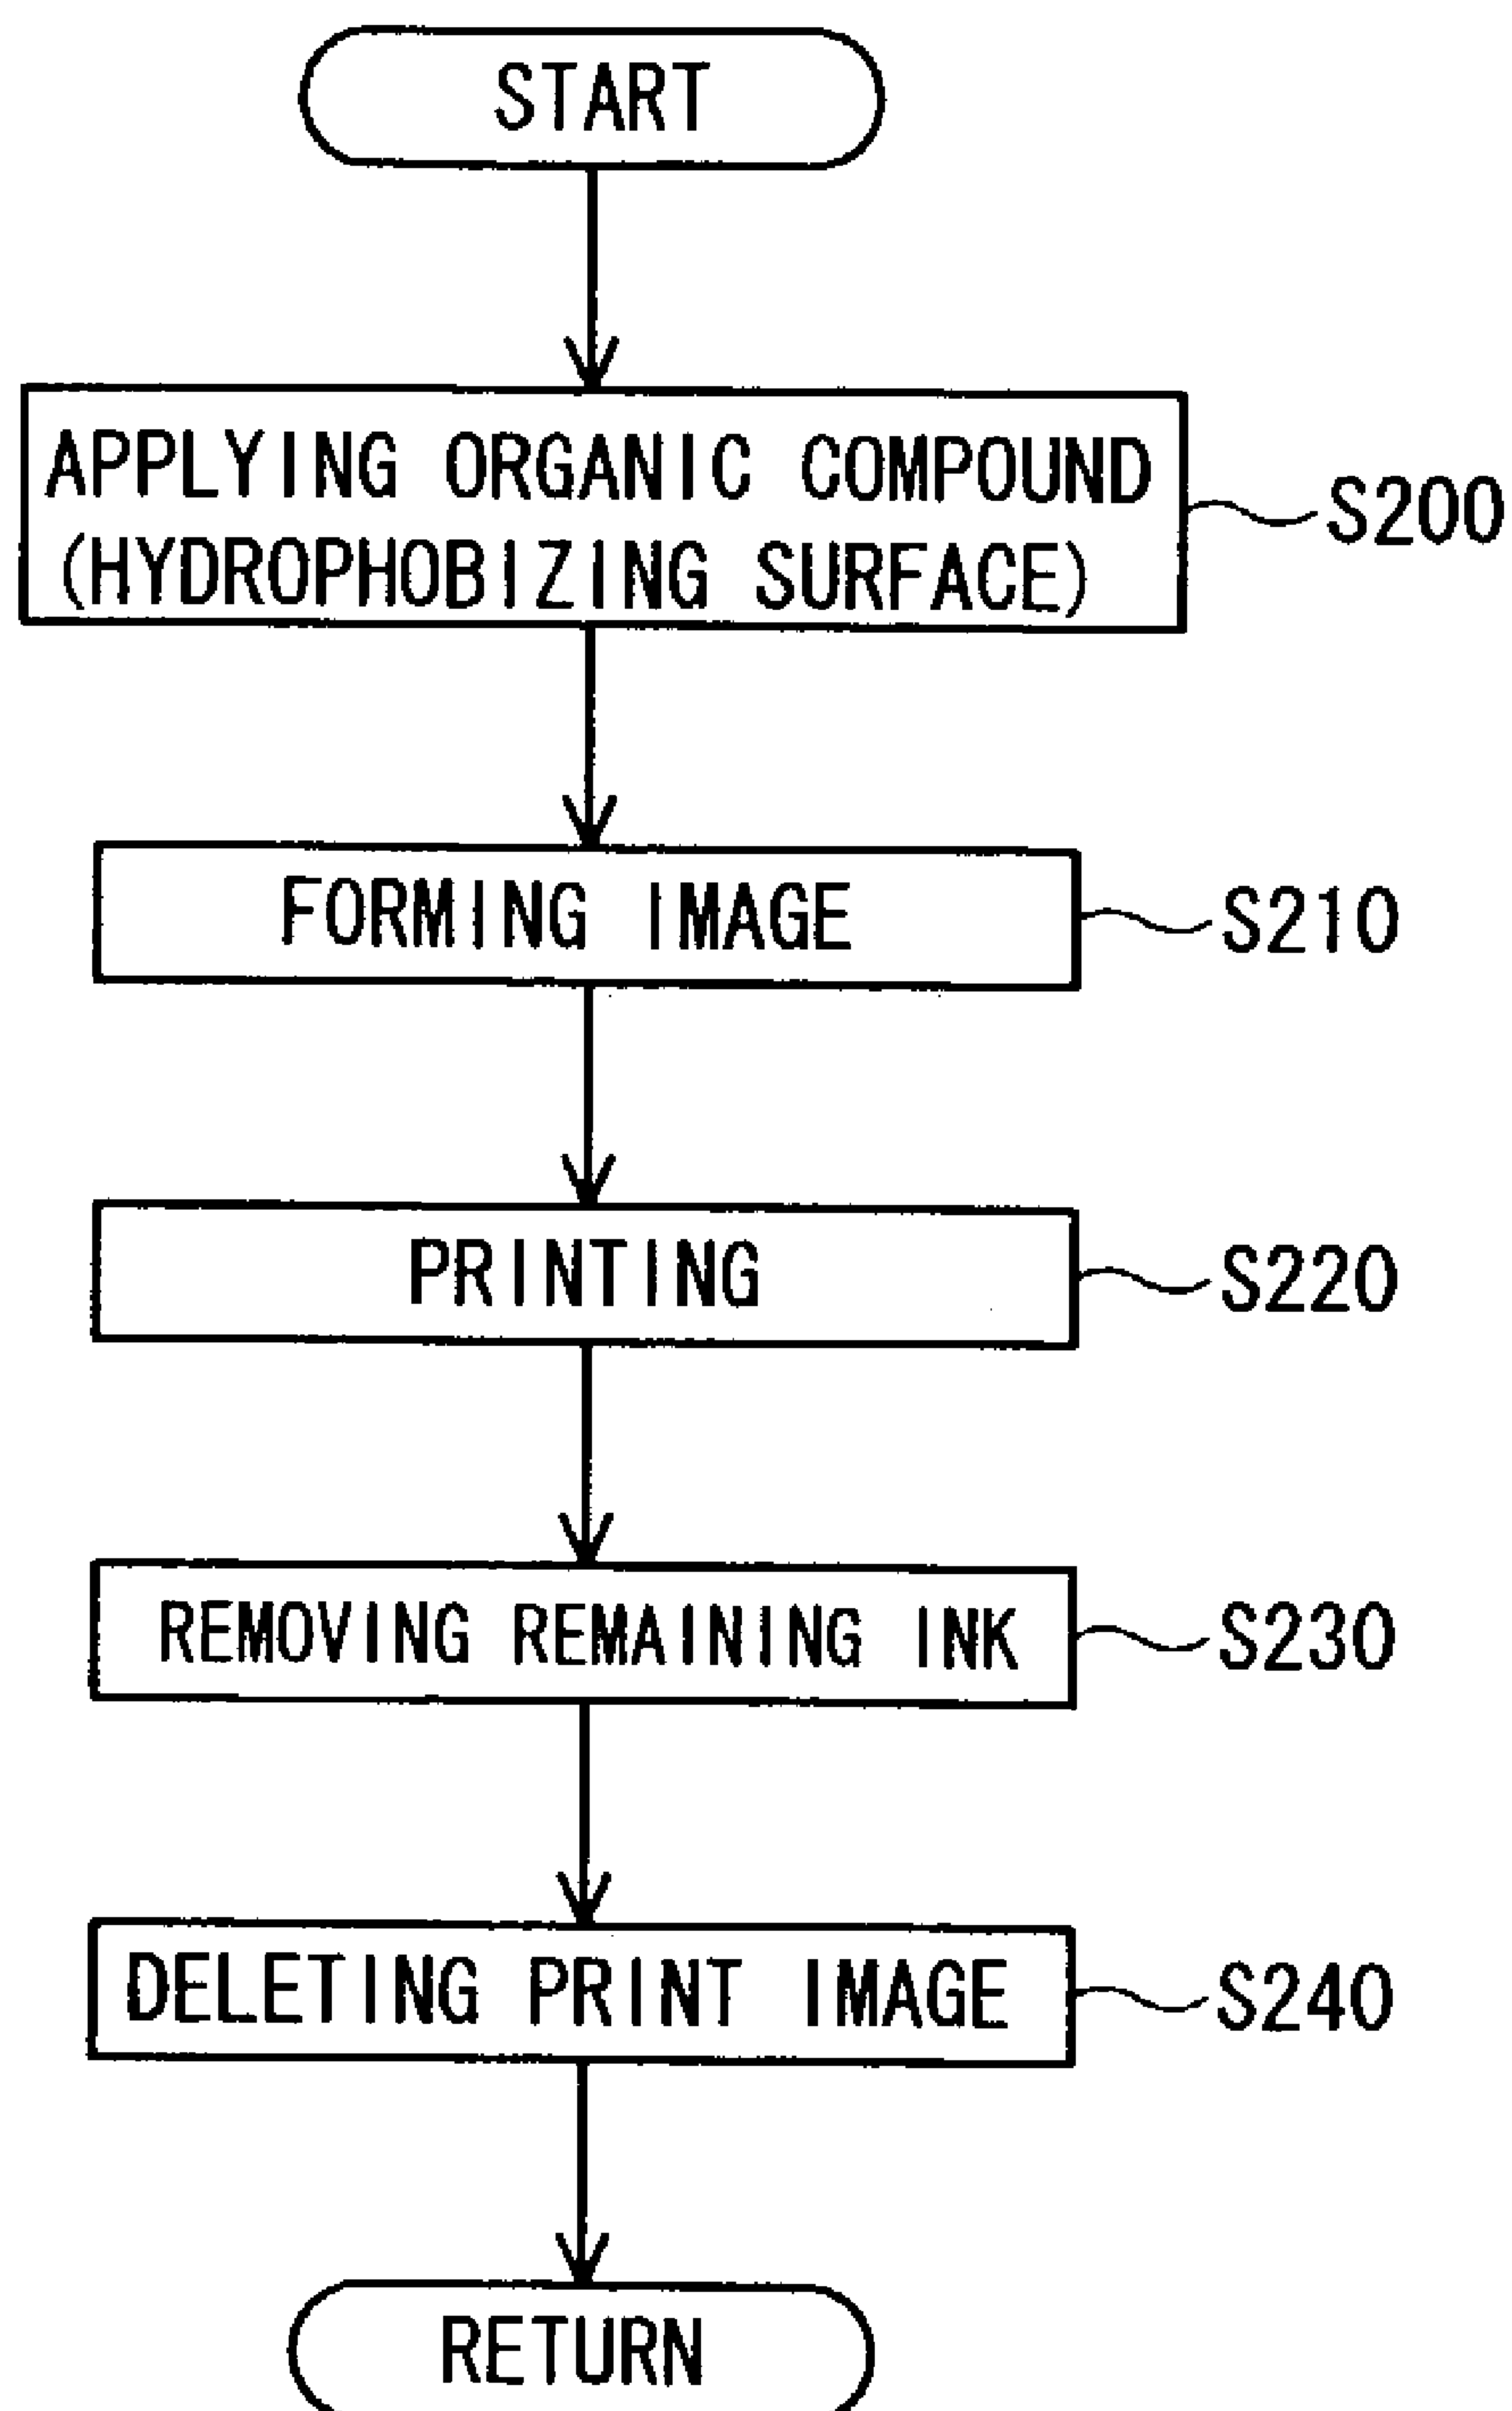 START
APPLYING ORGANIC COMPOUND
(HYDROPHOBIZING SURFACE)
S200
FORMING IMAGE
S210
PRINTING
S220
REMOVING REMAINING INK
S230
DELETING PRINT IMAGE
S240
RETURN